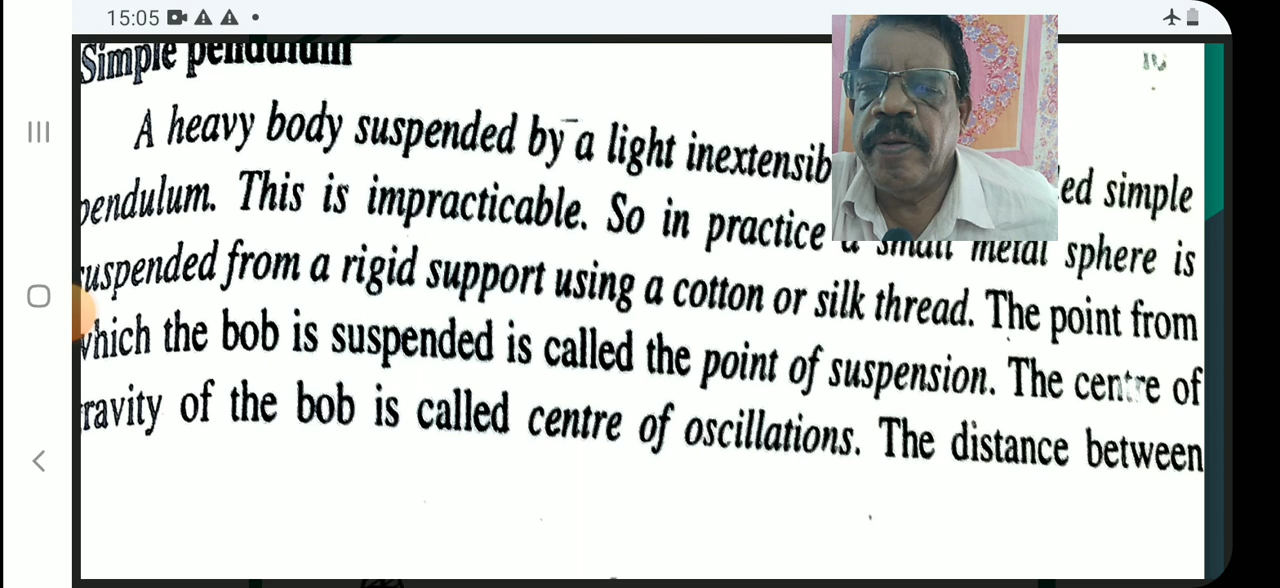 15:05
Simple pendulum
A heavy body suspended by a light inextensib ed simple
pendulum. This is impracticable. So in practice a small metal sphere is
uspended from a rigid support using a cotton or silk thread. The point from
which the bob is suspended is called the point of suspension. The centre of
ravity of the bob is called centre of oscillations. The distance between